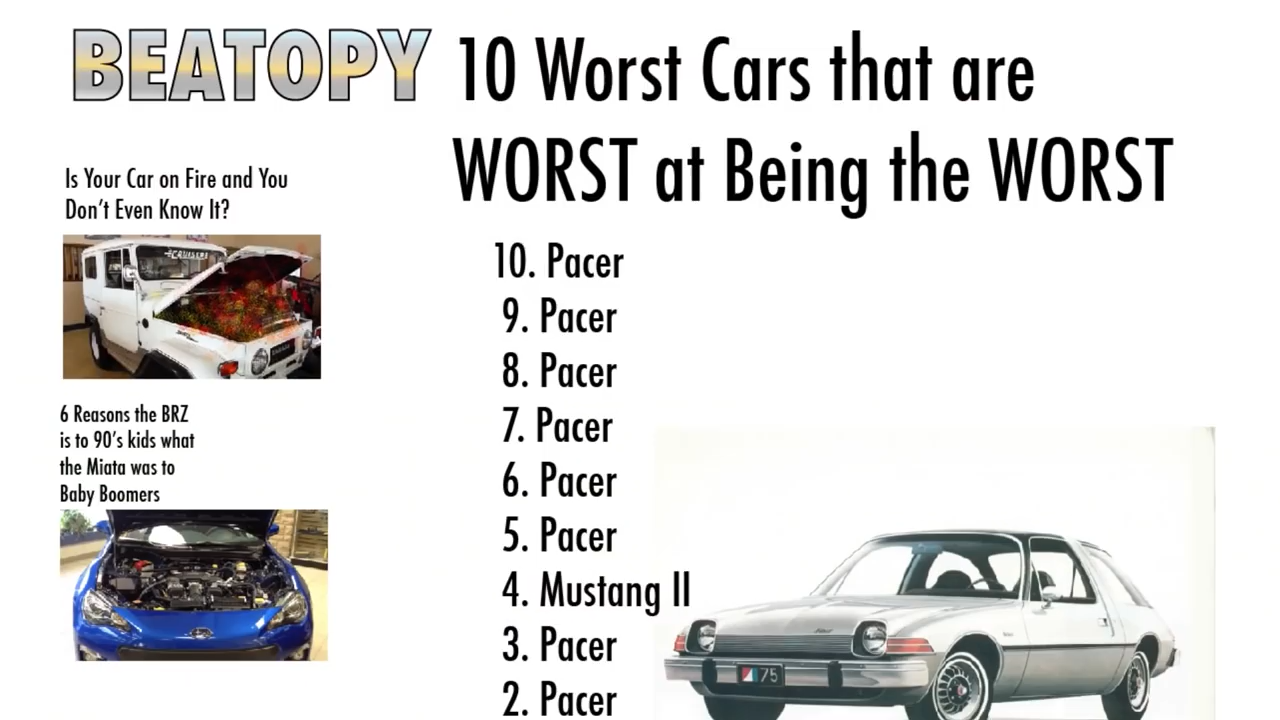 BEATOPY
10 Worst Cars that are
WORST at Being the WORST
Is Your Car on Fire and You
Don't Even Know It?
6 Reasons the BRZ
is to 90's kids what
the Miata was to
Baby Boomers
10. Pacer
9. Pacer
8. Pacer
7. Pacer
6. Pacer
5. Pacer
4. Mustang II
3. Pacer
2. Pacer
75